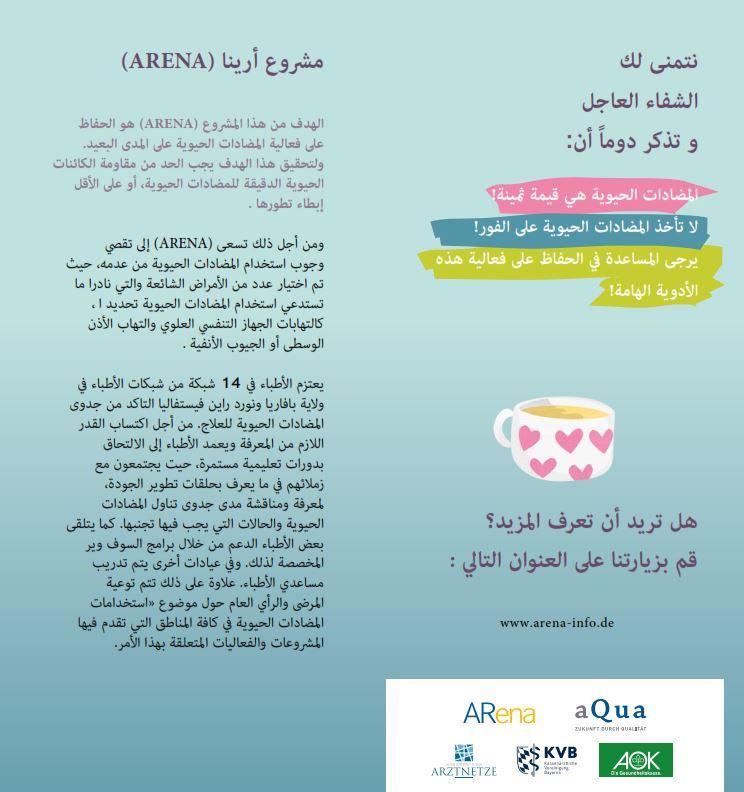 نتمنى لك
الشفاء العاجل
و تذكر دوماً أن:
المضادات الحيوية هي قيمة ثمينة!
لا تأخذ المضادات الحيوية على الفور!
يرجى المساعدة في الحفاظ على فعالية هذه
الأدوية الهامة!
هل تريد أن تعرف المزيد؟
قم بزيارتنا على العنوان التالي :
www.arena-info.de
ARena
aQua
ZUKUNFT DURCH QUALITÄT
ARZTNETZE
KVB
Kassenärztliche
Vereinigung
Bayerns
AOK
Die Gesundheitskasse.
مشروع أرينا (ARENA)
الهدف من هذا المشروع (ARENA) هو الحفاظ
على فعالية المضادات الحيوية على المدى البعيد.
ولتحقيق هذا الهدف يجب الحد من مقاومة الكائنات
الحيوية الدقيقة للمضادات الحيوية، أو على الأقل
إبطاء تطورها .
ومن أجل ذلك تسعى (ARENA) إلى تقصي
وجوب استخدام المضادات الحيوية من عدمه، حيث
تم اختيار عدد من الأمراض الشائعة والتي نادرا ما
تستدعي استخدام المضادات الحيوية تحديد ا ،
كالتهابات الجهاز التنفسي العلوي والتهاب الأذن
الوسطى أو الجيوب الأنفية .
يعتزم الأطباء في 14 شبكة من شبكات الأطباء في
ولاية بافاريا ونورد راين فيستفاليا التاكد من جدوى
المضادات الحيوية للعلاج. من أجل اكتساب القدر
اللازم من المعرفة ويعمد الأطباء إلى الالتحاق
بدورات تعليمية مستمرة، حيت يجتمعون مع
زملائهم في ما يعرف بحلقات تطوير الجودة،
لمعرفة ومناقشة مدى جدوى تناول المضادات
الحيوية والحالات التي يجب فيها تجنبها. كما يتلقى
بعض الأطباء الدعم من خلال برامج السوف وير
المخصصة لذلك. وفي عيادات أخرى يتم تدريب
مساعدي الأطباء. علاوة على ذلك تتم توعية
المرضى والرأي العام حول موضوع «استخدامات
المضادات الحيوية في كافة المناطق التي تقدم فيها
المشروعات والفعاليات المتعلقة بهذا الأمر.